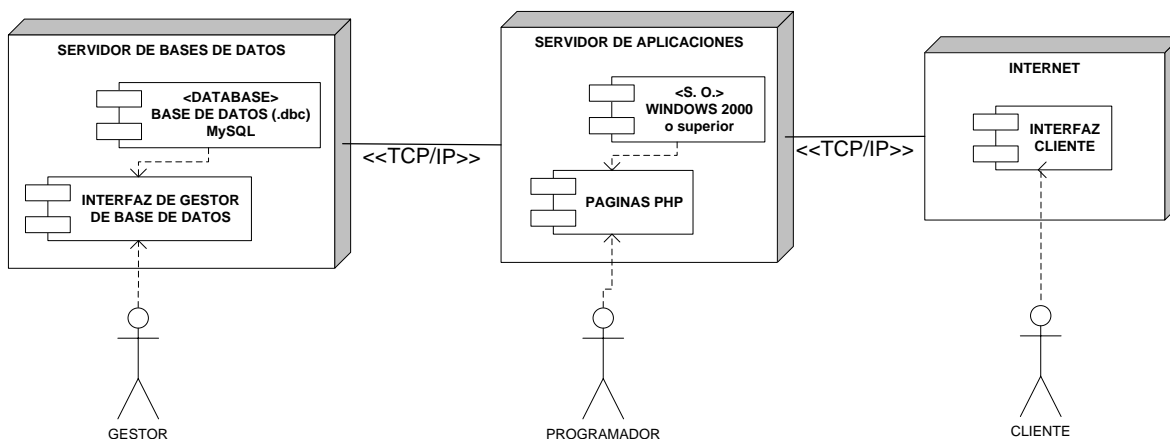 SERVIDOR DE BASES DE DATOS
<DATABASE>
BASE DE DATOS (.dbc)
MySQL
INTERFAZ DE GESTOR
DE BASE DE DATOS
<<TCP/IP>>
SERVIDOR DE APLICACIONES
<S. O.>
WINDOWS 2000
o superior
PAGINAS PHP
<<TCP/IP>>
INTERNET
INTERFAZ
CLIENTE
GESTOR
PROGRAMADOR
CLIENTE